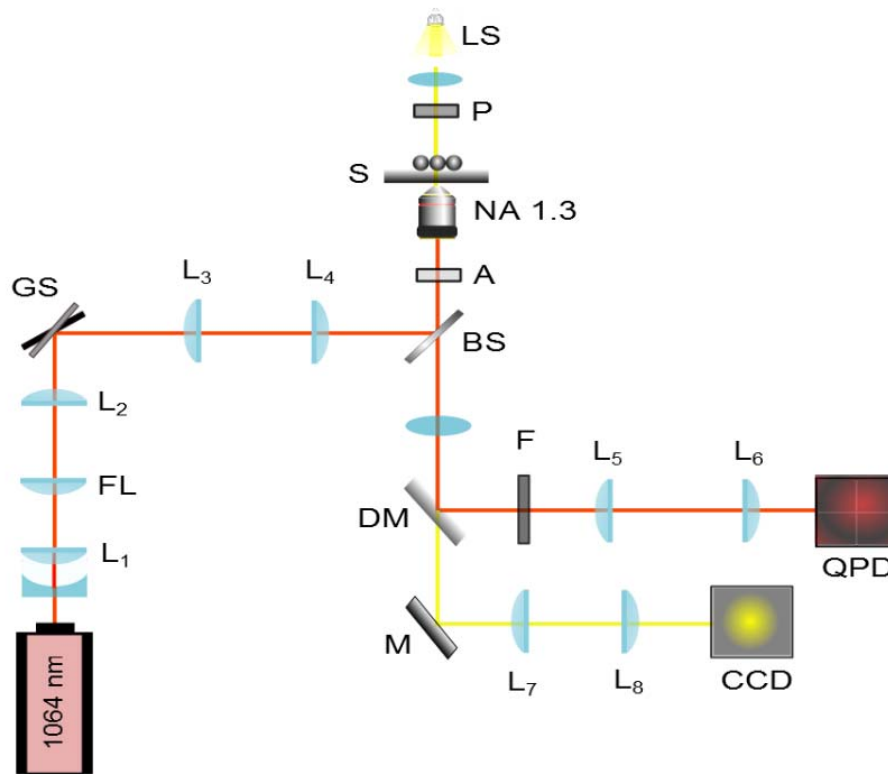 LS
P
S
NA 1.3
L₃
L₄
A
GS
BS
L₂
F
L₅
L₆
FL
DM
L₁
QPD
M
1064 nm
L₇
L₈
CCD